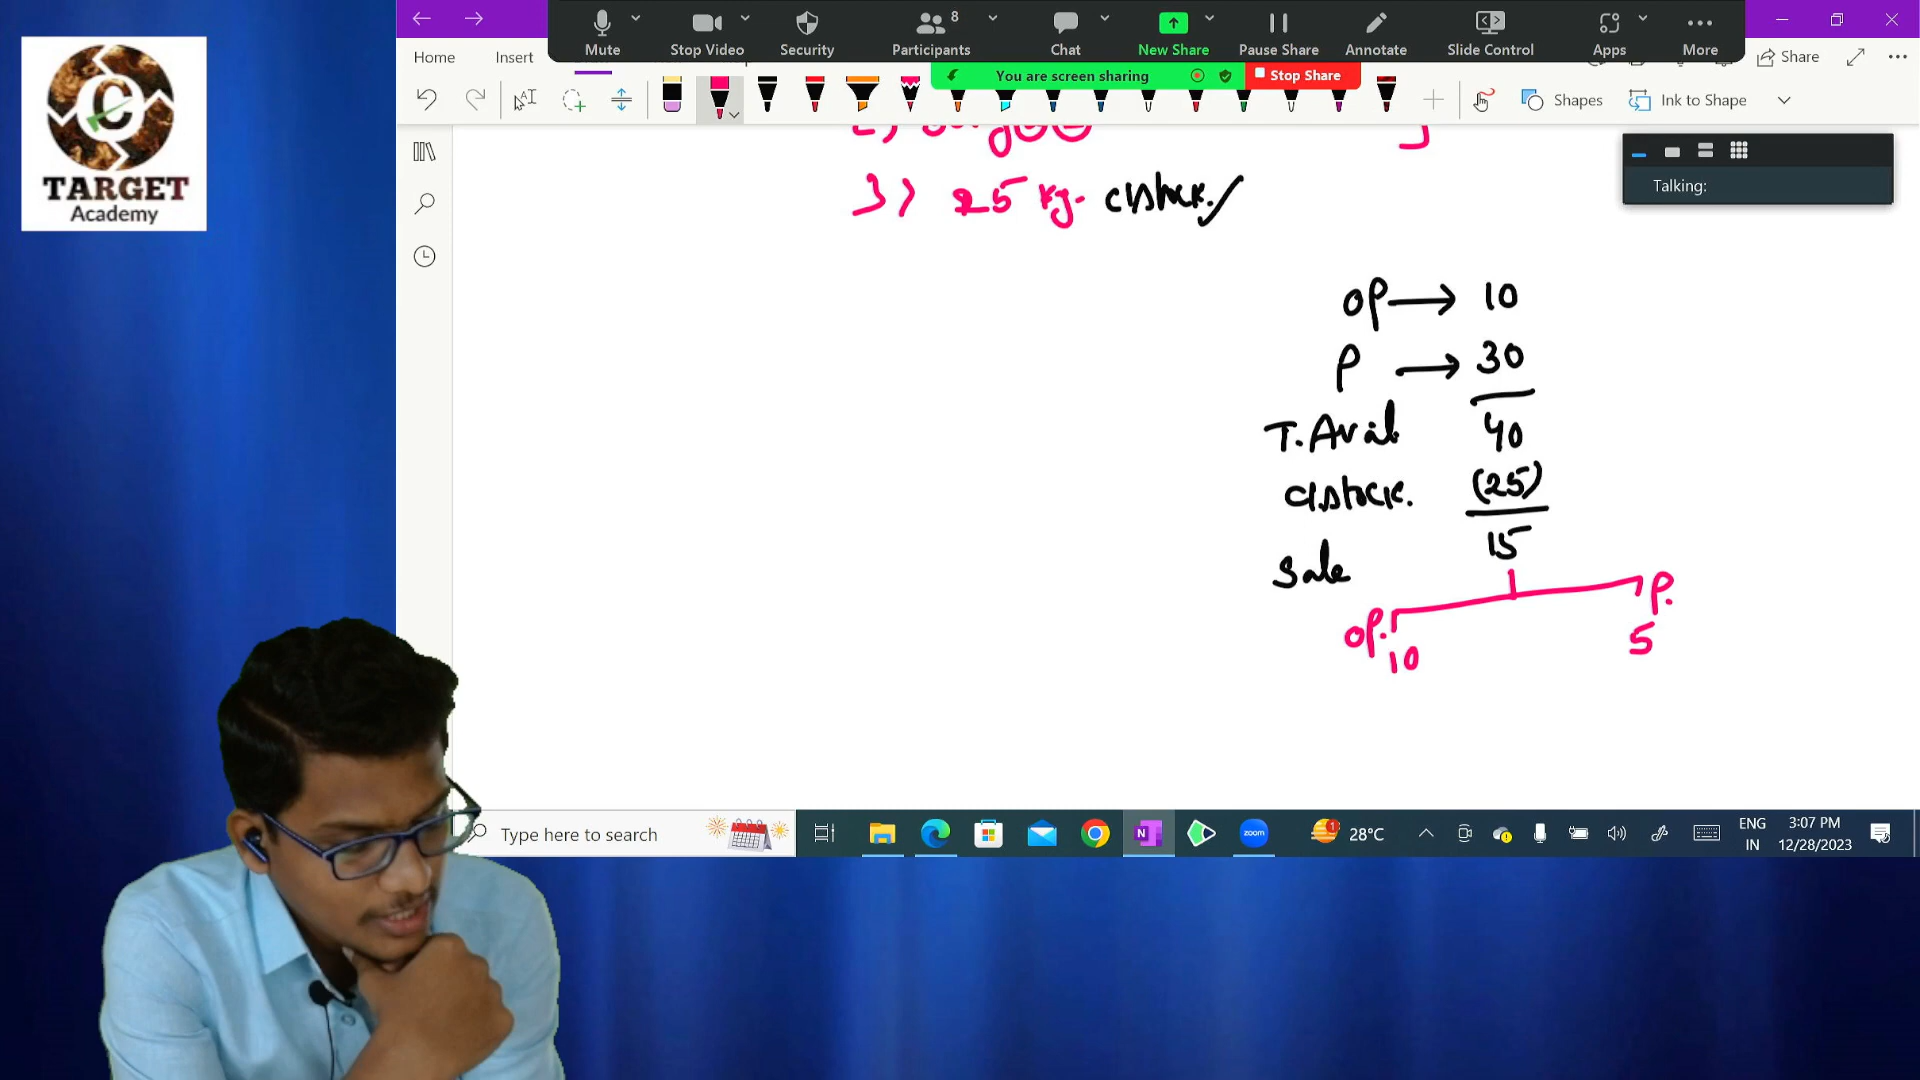 Mute
Stop Video
Security
Participants
8
Chat
New Share
Pause Share
Annotate
Slide Control
Apps
More
Home
Insert
You are screen sharing
Stop Share
Share
Shapes
Ink to Shape
Talking:
C
TARGET
Academy
3) 25 kg. clstock.
OP → 10
P → 30
T.Avail. 40
clstock. (25)
Sale 15
OP. P.
10 5
Type here to search
zoom
28°C
ENG
IN
3:07 PM
12/28/2023